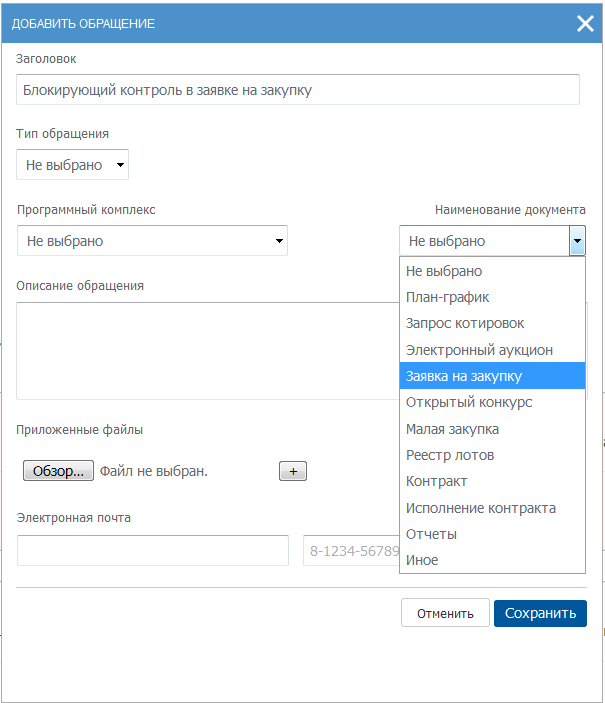 ДОБАВИТЬ ОБРАЩЕНИЕ
Заголовок
Блокирующий контроль в заявке на закупку
Тип обращения
Не выбрано
Программный комплекс
Наименование документа
Не выбрано
Не выбрано
Не выбрано
План-график
Запрос котировок
Электронный аукцион
Заявка на закупку
Открытый конкурс
Малая закупка
Реестр лотов
Контракт
Исполнение контракта
Отчеты
Иное
Описание обращения
Приложенные файлы
Обзор... Файл не выбран. +
Электронная почта
8-1234-56789
Отменить Сохранить